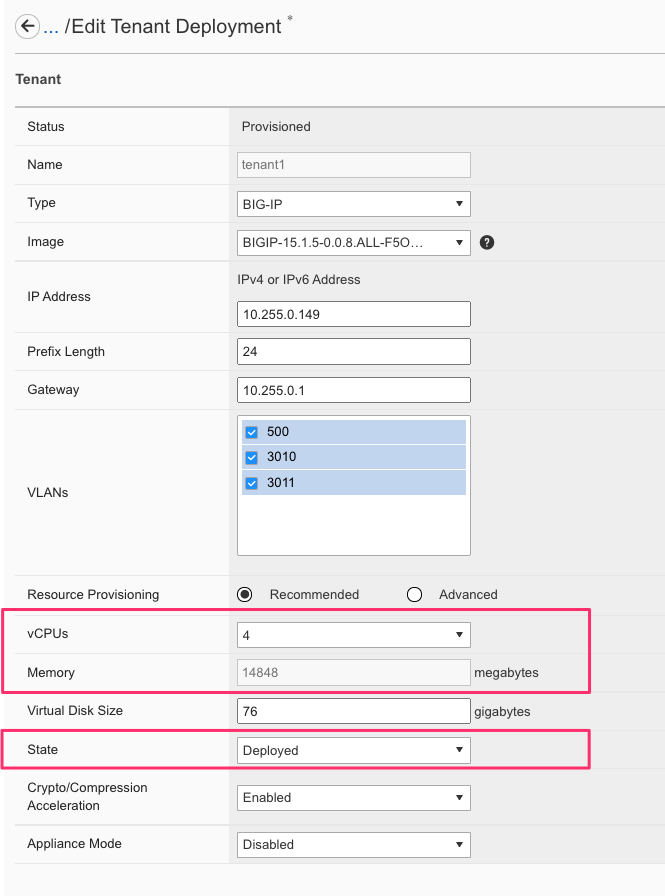 ... /Edit Tenant Deployment *
Tenant
Status Provisioned
Name tenant1
Type BIG-IP
Image BIGIP-15.1.5-0.0.8.ALL-F5O... ?
IPv4 or IPv6 Address
IP Address
10.255.0.149
Prefix Length 24
Gateway 10.255.0.1
500
3010
3011
VLANs
Resource Provisioning Recommended Advanced
vCPUs 4
Memory 14848 megabytes
Virtual Disk Size 76 gigabytes
State Deployed
Crypto/Compression
Acceleration Enabled
Appliance Mode Disabled